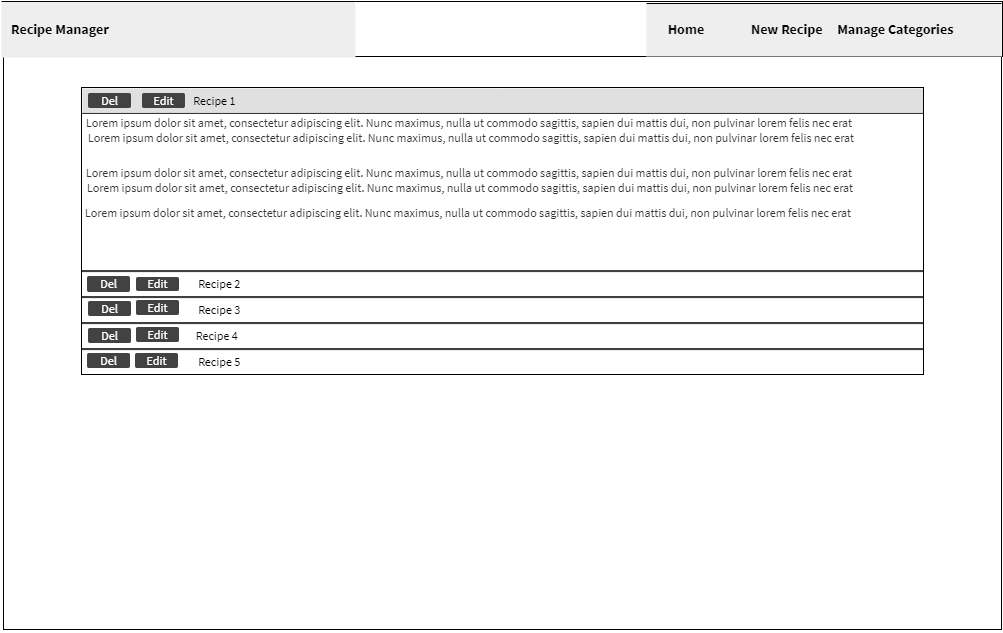 Recipe Manager
Home New Recipe Manage Categories
Del Edit Recipe 1
Lorem ipsum dolor sit amet, consectetur adipiscing elit. Nunc maximus, nulla ut commodo sagittis, sapien dui mattis dui, non pulvinar lorem felis nec erat
Lorem ipsum dolor sit amet, consectetur adipiscing elit. Nunc maximus, nulla ut commodo sagittis, sapien dui mattis dui, non pulvinar lorem felis nec erat
Lorem ipsum dolor sit amet, consectetur adipiscing elit. Nunc maximus, nulla ut commodo sagittis, sapien dui mattis dui, non pulvinar lorem felis nec erat
Lorem ipsum dolor sit amet, consectetur adipiscing elit. Nunc maximus, nulla ut commodo sagittis, sapien dui mattis dui, non pulvinar lorem felis nec erat
Lorem ipsum dolor sit amet, consectetur adipiscing elit. Nunc maximus, nulla ut commodo sagittis, sapien dui mattis dui, non pulvinar lorem felis nec erat
Del Edit Recipe 2
Del Edit Recipe 3
Del Edit Recipe 4
Del Edit Recipe 5